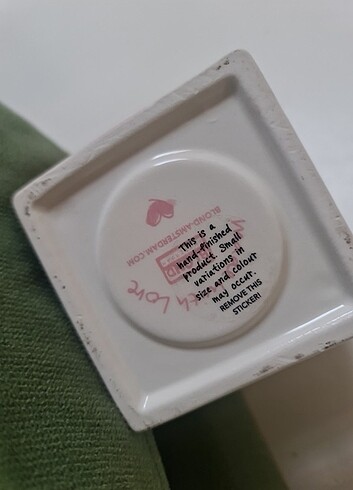 BLOND-AMSTERDAM.COM
This is a
hand-finished
product. Small
variations in
size and colour
may occur.
REMOVE THIS
STICKER!
Love